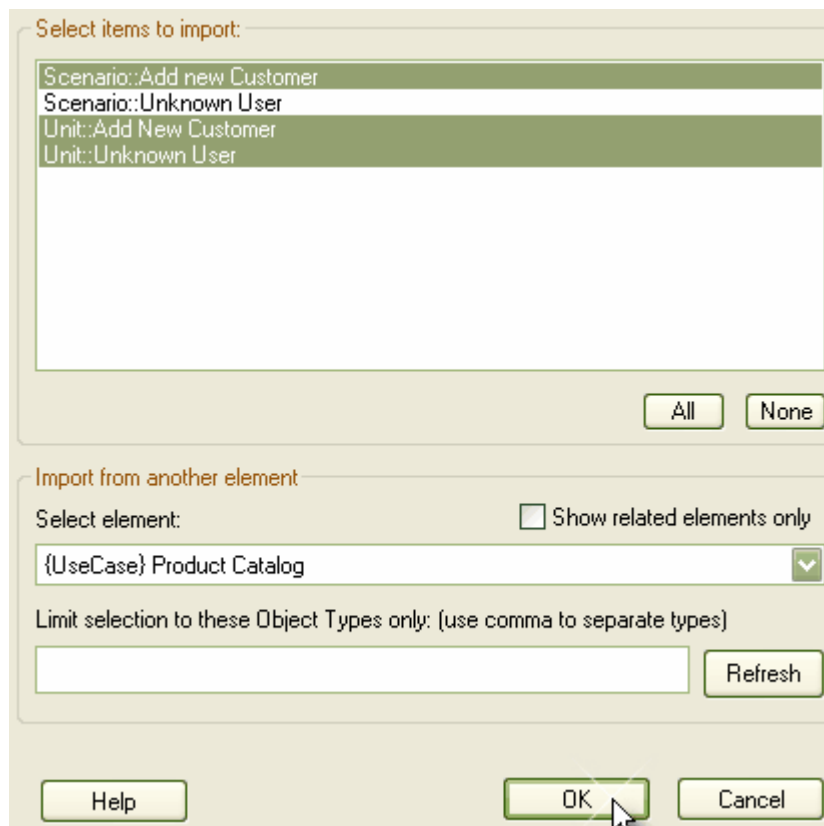 Select items to import:
Scenario::Add new Customer
Scenario::Unknown User
Unit::Add New Customer
Unit::Unknown User
All
None
Import from another element
Select element:
Show related elements only
{UseCase} Product Catalog
Limit selection to these Object Types only: (use comma to separate types)
Refresh
Help
OK
Cancel